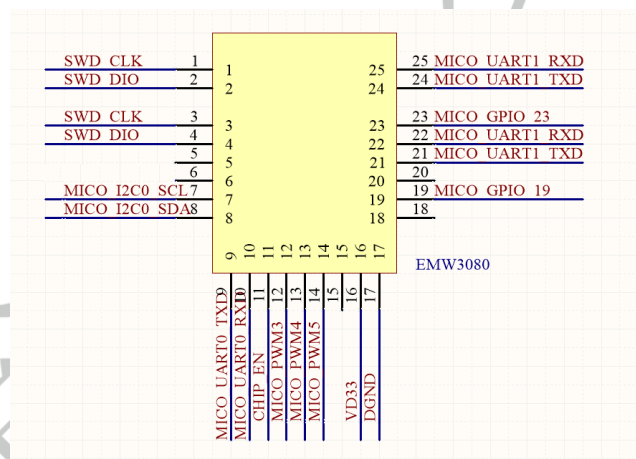 SWD CLK 1 1 25 25 MICO UART1 RXD
SWD DIO 2 2 24 24 MICO UART1 TXD
SWD CLK 3 3 23 23 MICO GPIO 23
SWD DIO 4 4 22 22 MICO UART1 RXD
5 5 21 21 MICO UART1 TXD
6 6 20 20
MICO I2C0 SCL 7 7 19 19 MICO GPIO 19
MICO I2C0 SDA 8 8 18 18
9 10 11 12 13 14 15 16 17
EMW3080
9 10 11 12 13 14 15 16 17
MICO UART0 TXD
MICO UART0 RXD
CHIP EN
MICO PWM3
MICO PWM4
MICO PWM5
VD33
DGND